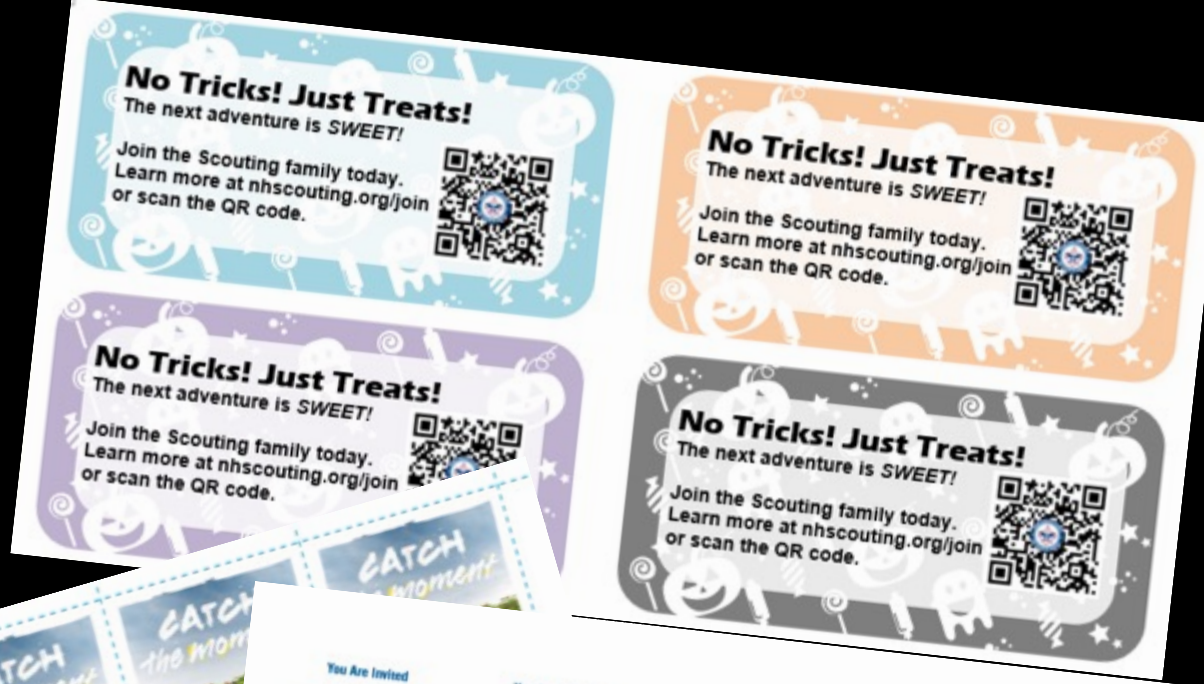 No Tricks! Just Treats!
The next adventure is SWEET!
Join the Scouting family today.
Learn more at nhscouting.org/join
or scan the QR code.
No Tricks! Just Treats!
The next adventure is SWEET!
Join the Scouting family today.
Learn more at nhscouting.org/join
or scan the QR code.
No Tricks! Just Treats!
The next adventure is SWEET!
Join the Scouting family today.
Learn more at nhscouting.org/join
or scan the QR code.
No Tricks! Just Treats!
The next adventure is SWEET!
Join the Scouting family today.
Learn more at nhscouting.org/join
or scan the QR code.
CATCH
moment
CATCH
the mom
TCH
You Are Invited